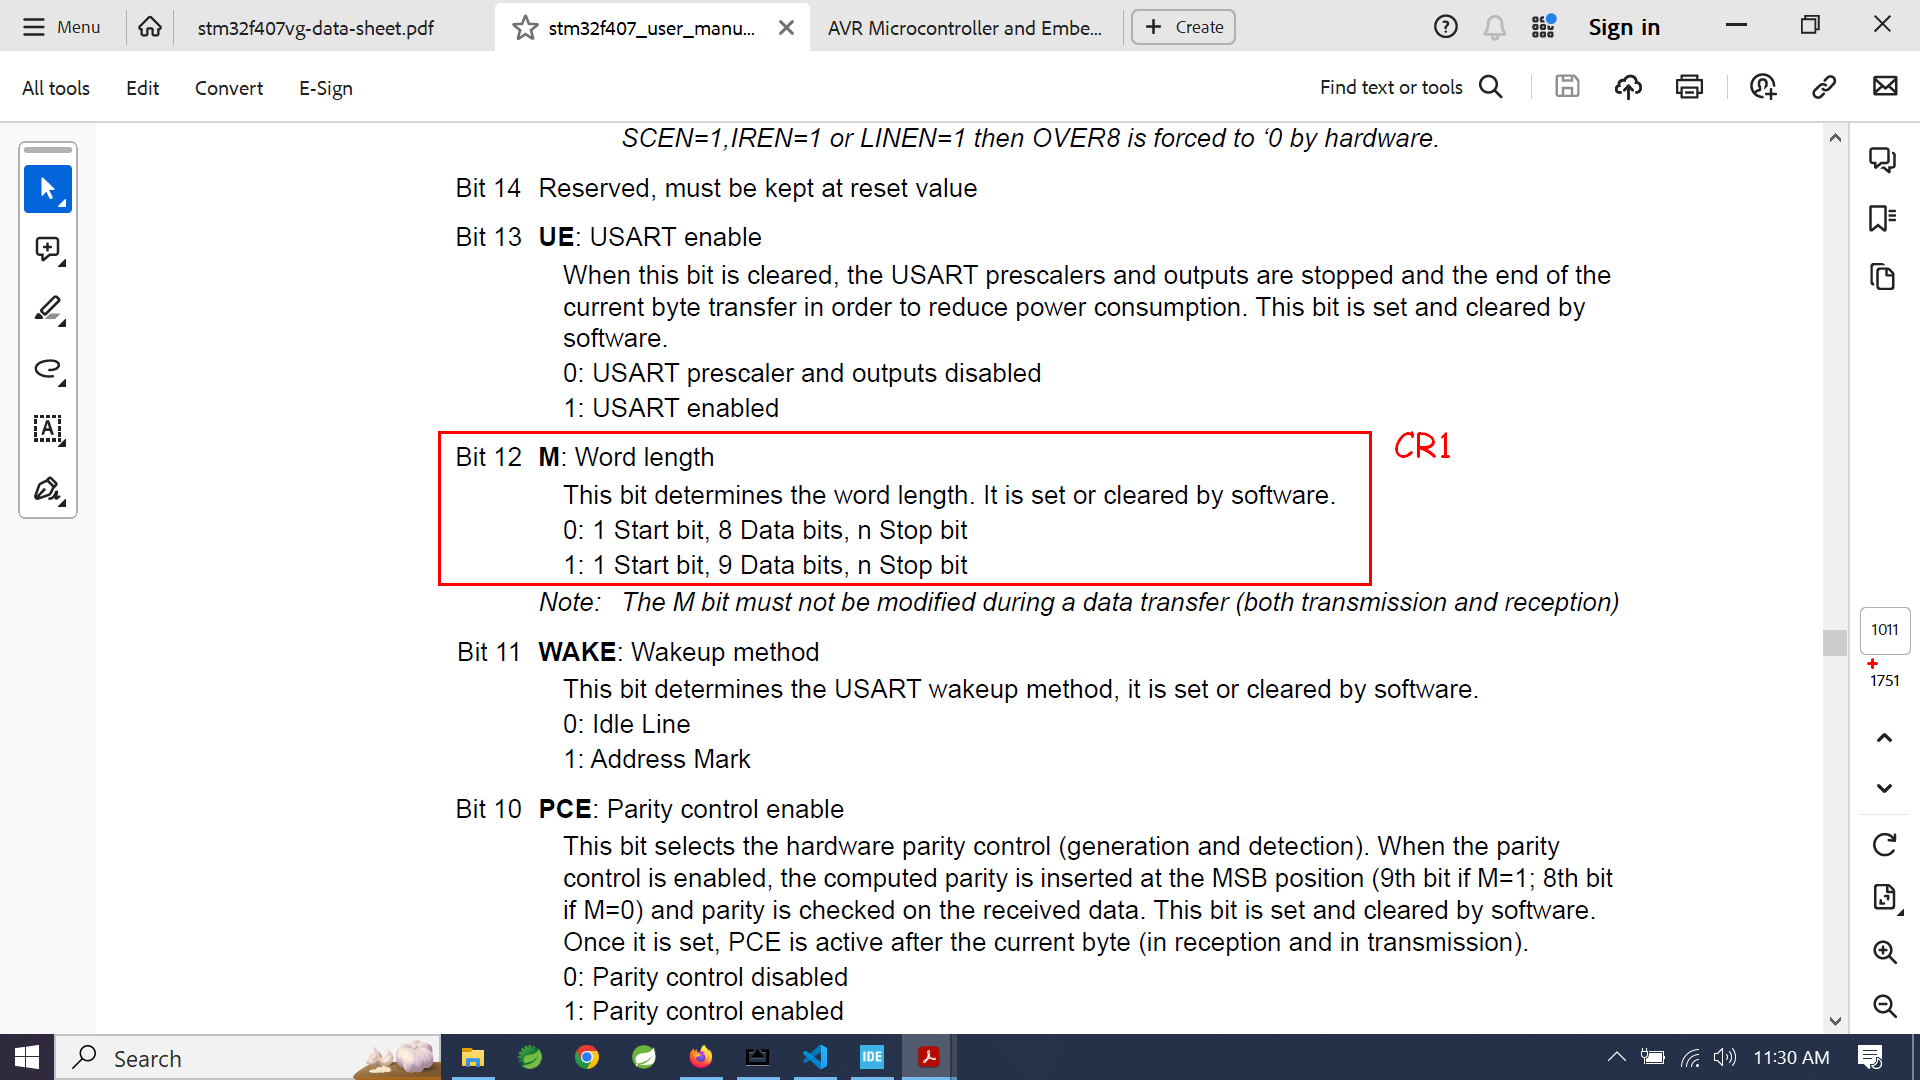 Menu
stm32f407vg-data-sheet.pdf
stm32f407_user_manu...
AVR Microcontroller and Embe...
Create
Sign in
All tools
Edit
Convert
E-Sign
Find text or tools
SCEN=1,IREN=1 or LINEN=1 then OVER8 is forced to ‘0 by hardware.
Bit 14 Reserved, must be kept at reset value
Bit 13 UE: USART enable
When this bit is cleared, the USART prescalers and outputs are stopped and the end of the
current byte transfer in order to reduce power consumption. This bit is set and cleared by
software.
0: USART prescaler and outputs disabled
1: USART enabled
CR1
Bit 12 M: Word length
This bit determines the word length. It is set or cleared by software.
0: 1 Start bit, 8 Data bits, n Stop bit
1: 1 Start bit, 9 Data bits, n Stop bit
Note: The M bit must not be modified during a data transfer (both transmission and reception)
Bit 11 WAKE: Wakeup method
This bit determines the USART wakeup method, it is set or cleared by software.
0: Idle Line
1: Address Mark
Bit 10 PCE: Parity control enable
This bit selects the hardware parity control (generation and detection). When the parity
control is enabled, the computed parity is inserted at the MSB position (9th bit if M=1; 8th bit
if M=0) and parity is checked on the received data. This bit is set and cleared by software.
Once it is set, PCE is active after the current byte (in reception and in transmission).
0: Parity control disabled
1: Parity control enabled
1011
1751
Search
IDE
11:30 AM